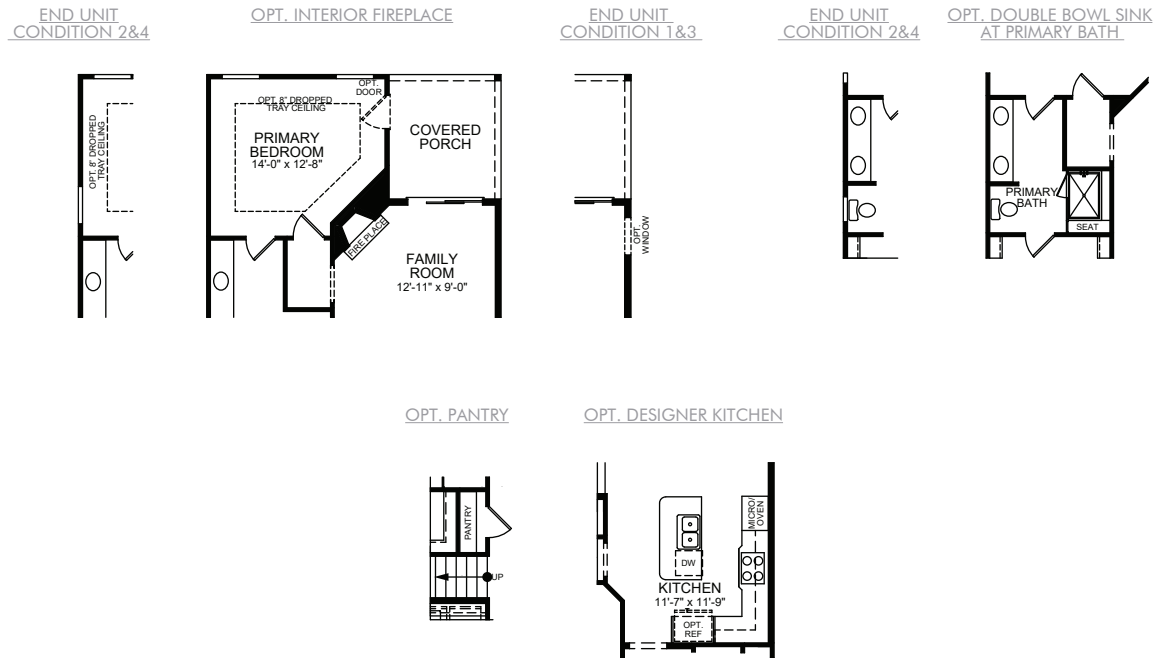 END UNIT
CONDITION 2&4
OPT. 8" DROPPED
TRAY CEILING
OPT. INTERIOR FIREPLACE
OPT.
DOOR
OPT. 8" DROPPED
TRAY CEILING
PRIMARY
BEDROOM
14'-0" x 12'-8"
COVERED
PORCH
FIRE PLACE
FAMILY
ROOM
12'-11" x 9'-0"
END UNIT
CONDITION 1&3
OPT.
WINDOW
END UNIT
CONDITION 2&4
OPT. DOUBLE BOWL SINK
AT PRIMARY BATH
PRIMARY
BATH
SEAT
OPT. PANTRY
PANTRY
UP
OPT. DESIGNER KITCHEN
MICRO/
OVEN
DW
KITCHEN
11'-7" x 11'-9"
OPT.
REF